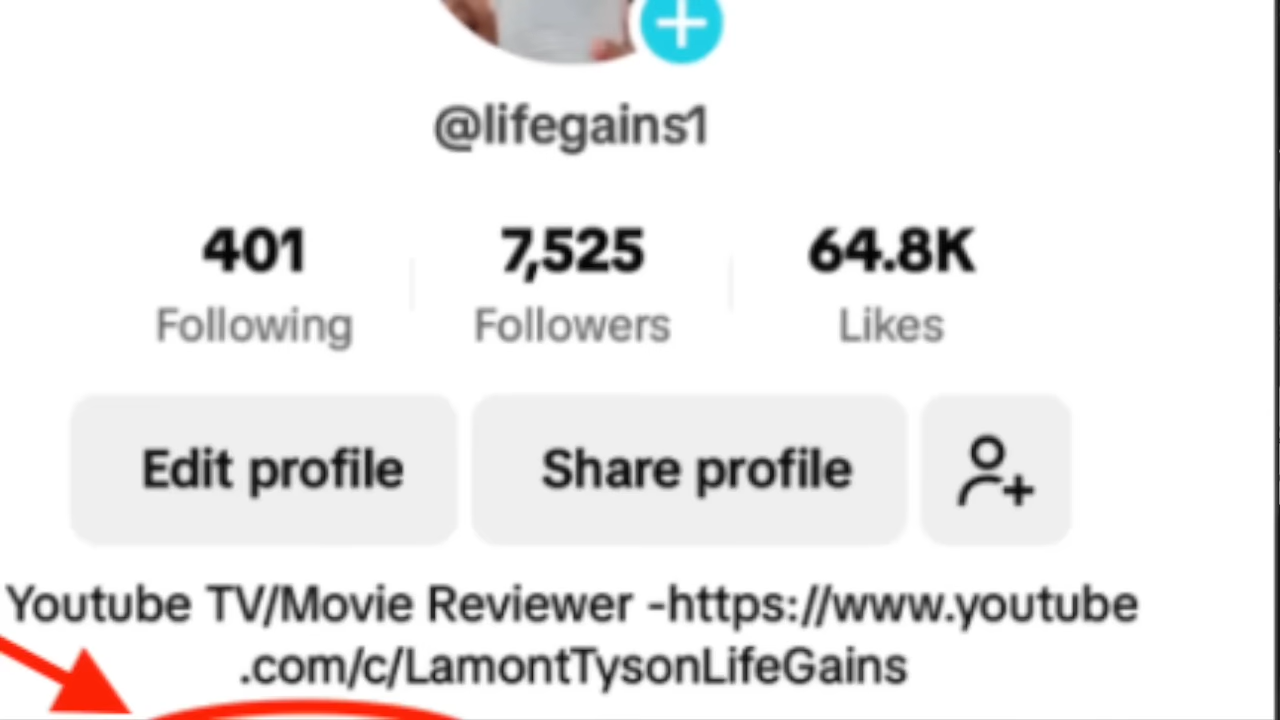 @lifegains1
401 7,525 64.8K
Following Followers Likes
Edit profile Share profile
Youtube TV/Movie Reviewer -https://www.youtube
.com/c/LamontTysonLifeGains